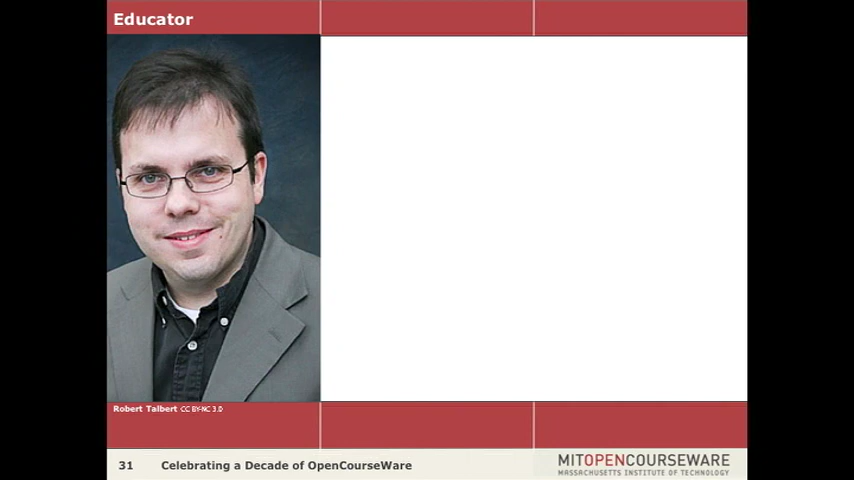 Educator
Robert Talbert CC BY-NC 3.0
31 Celebrating a Decade of OpenCourseWare
MITOPENCOURSEWARE
MASSACHUSETTS INSTITUTE OF TECHNOLOGY